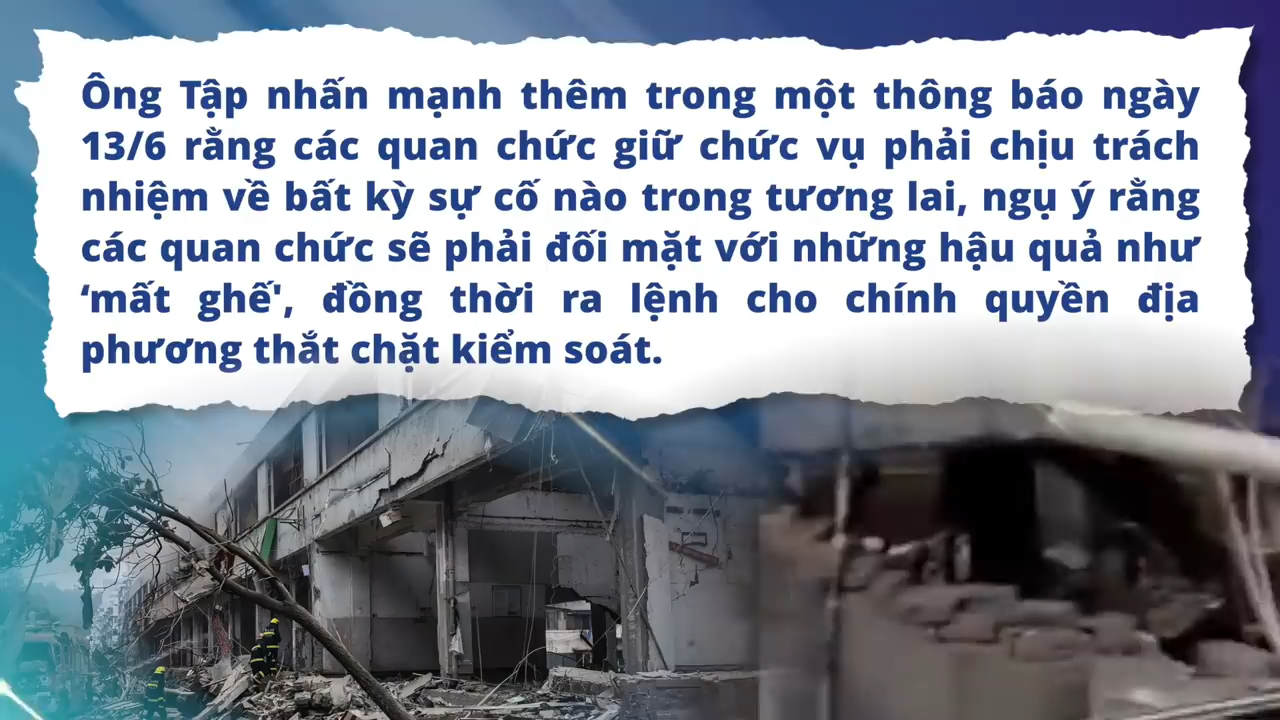 Ông Tập nhấn mạnh thêm trong một thông báo ngày
13/6 rằng các quan chức giữ chức vụ phải chịu trách
nhiệm về bất kỳ sự cố nào trong tương lai, ngụ ý rằng
các quan chức sẽ phải đối mặt với những hậu quả như
‘mất ghế', đồng thời ra lệnh cho chính quyền địa
phương thắt chặt kiểm soát.